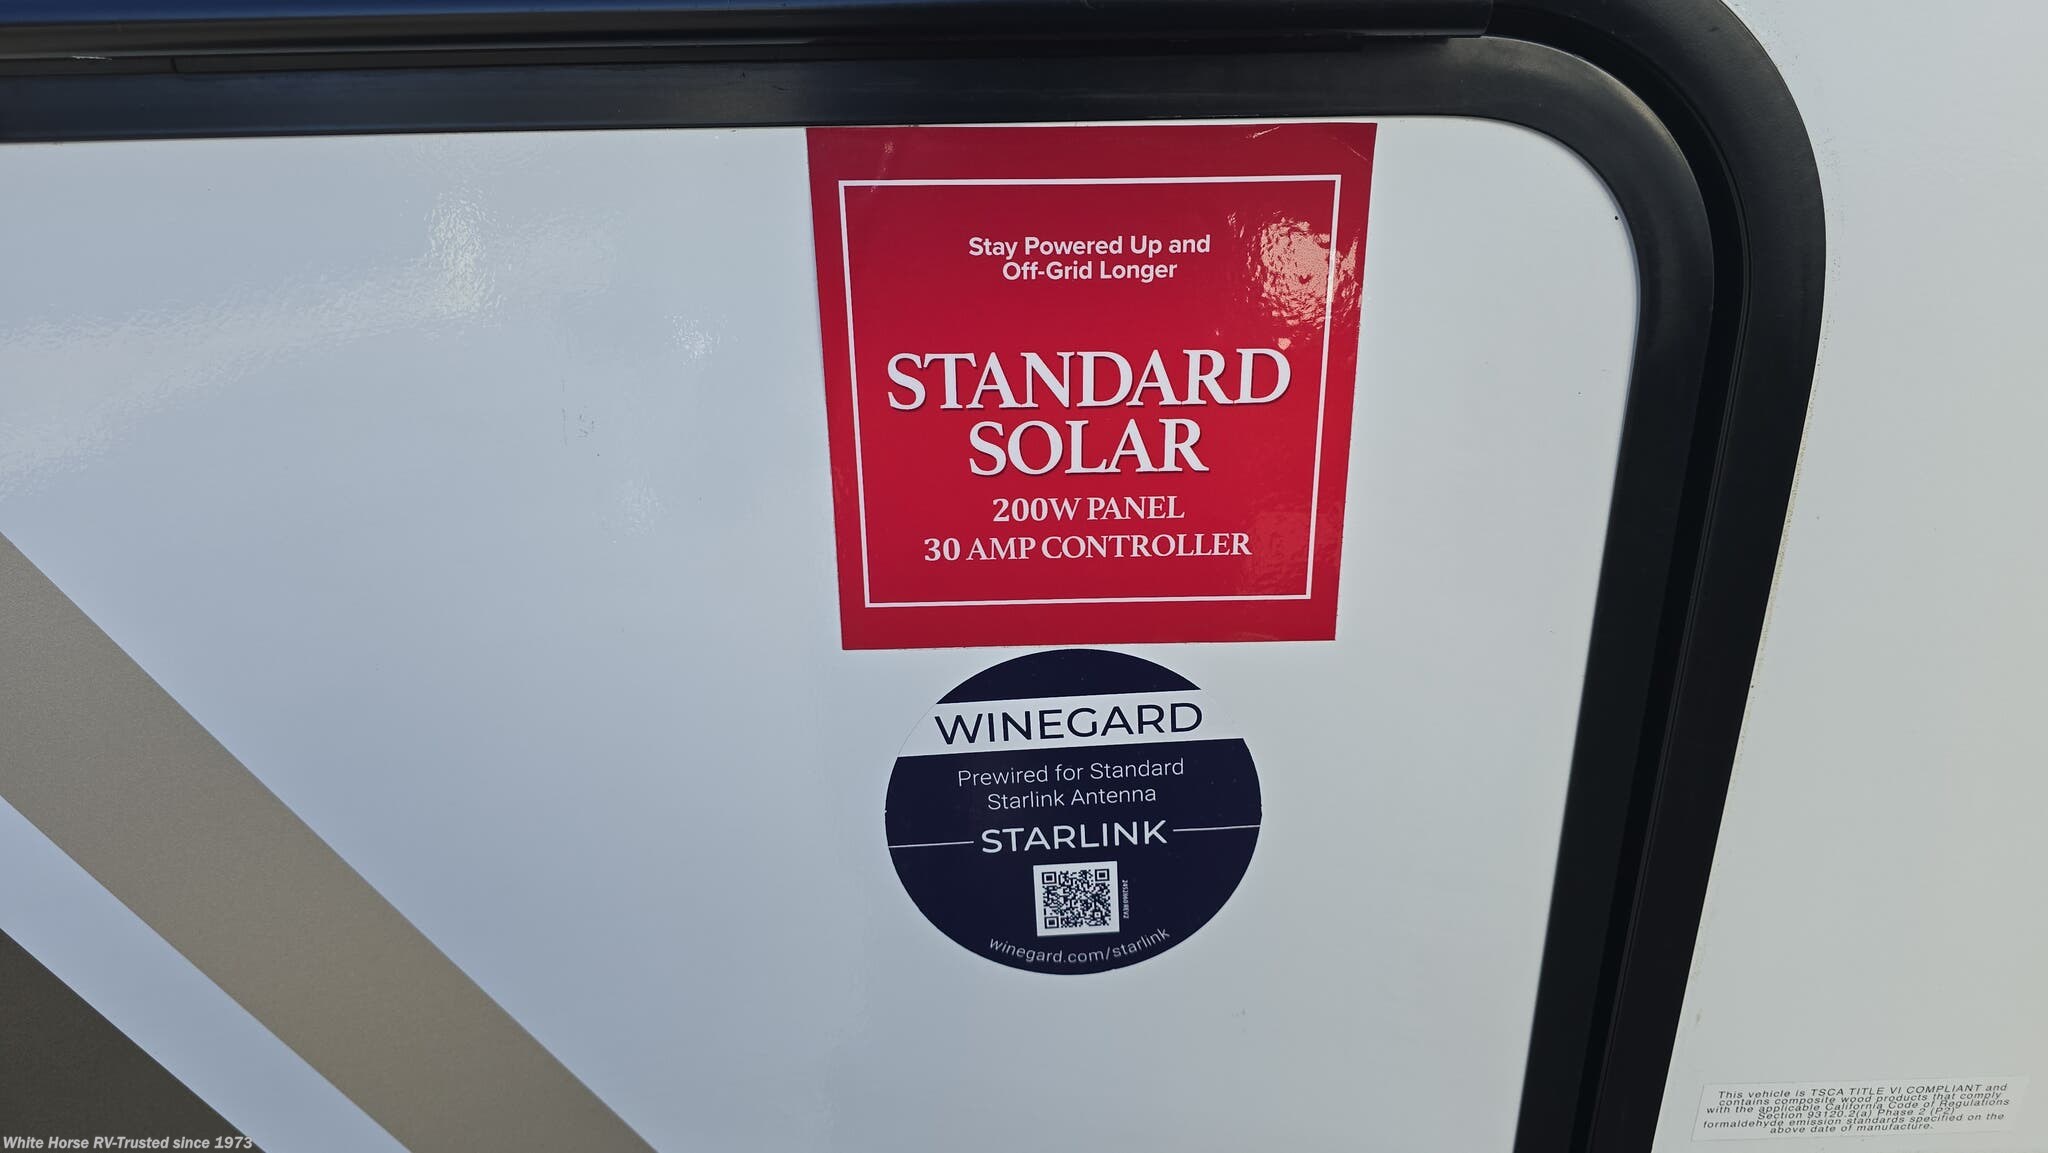 Stay Powered Up and
Off-Grid Longer
STANDARD
SOLAR
200W PANEL
30 AMP CONTROLLER
WINEGARD
Prewired for Standard
Starlink Antenna
STARLINK
2452860REV2
winegard.com/starlink
This vehicle is TSCA TITLE VI COMPLIANT and
contains composite wood products that comply
with the applicable California Code of Regulations
Section 93120.2(a) Phase 2 (P2)
formaldehyde emission standards specified on the
above date of manufacture.
White Horse RV-Trusted since 1973